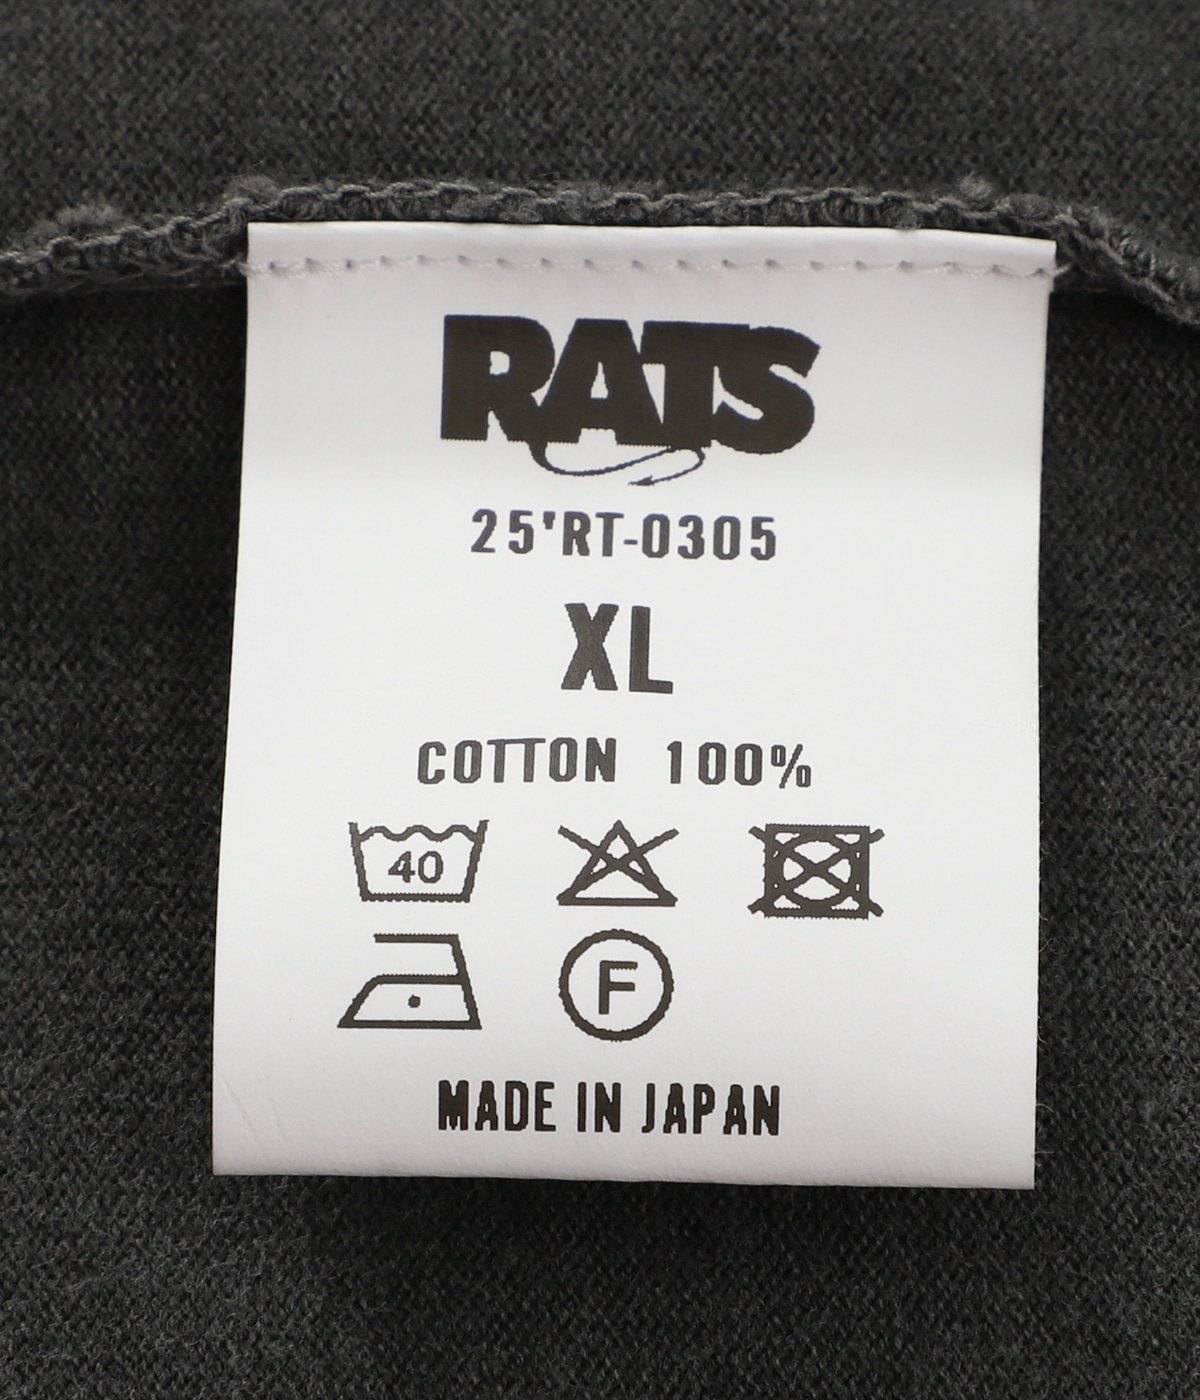 RATS
25'RT-0305
XL
COTTON 100%
40
F
MADE IN JAPAN